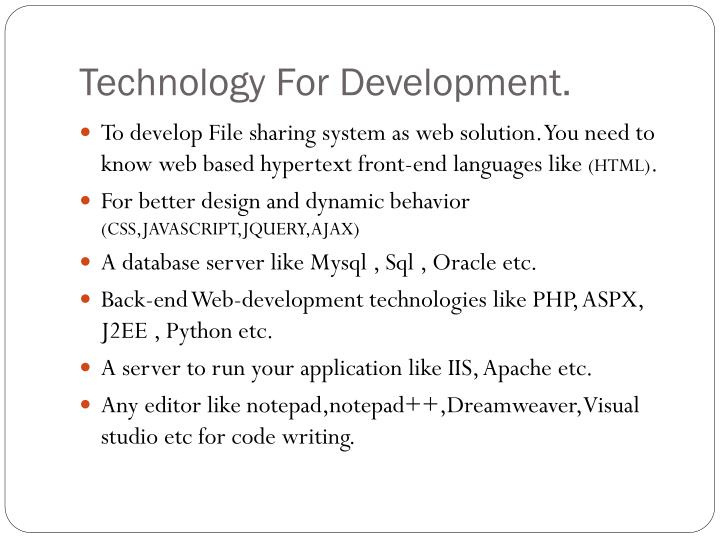 Technology For Development.
• To develop File sharing system as web solution. You need to
know web based hypertext front-end languages like (HTML).
• For better design and dynamic behavior
(CSS,JAVASCRIPT,JQUERY,AJAX)
• A database server like Mysql , Sql , Oracle etc.
• Back-end Web-development technologies like PHP, ASPX,
J2EE , Python etc.
• A server to run your application like IIS, Apache etc.
• Any editor like notepad,notepad++,Dreamweaver,Visual
studio etc for code writing.